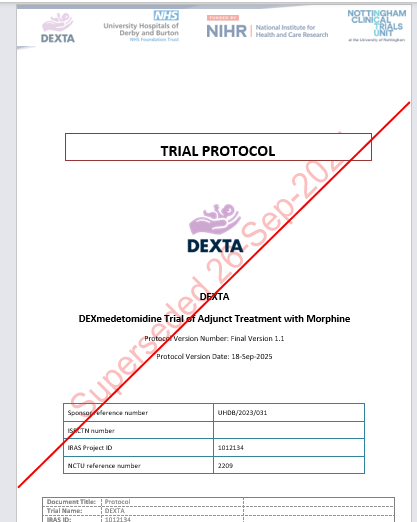 DEXTA
NHS
University Hospitals of
Derby and Burton
NHS Foundation Trust
FUNDED BY
NIHR
National Institute for
Health and Care Research
NOTTINGHAM
CLINICAL
TRIALS
UNIT
at the University of Nottingham
TRIAL PROTOCOL
DEXTA
Superseded 26-Sep-202
DEXTA
DEXmedetomidine Trial of Adjunct Treatment with Morphine
Protocol Version Number: Final Version 1.1
Protocol Version Date: 18-Sep-2025
Sponsor reference number UHDB/2023/031
ISRCTN number
IRAS Project ID 1012134
NCTU reference number 2209
Document Title: Protocol
Trial Name: DEXTA
IRAS ID: 1012134